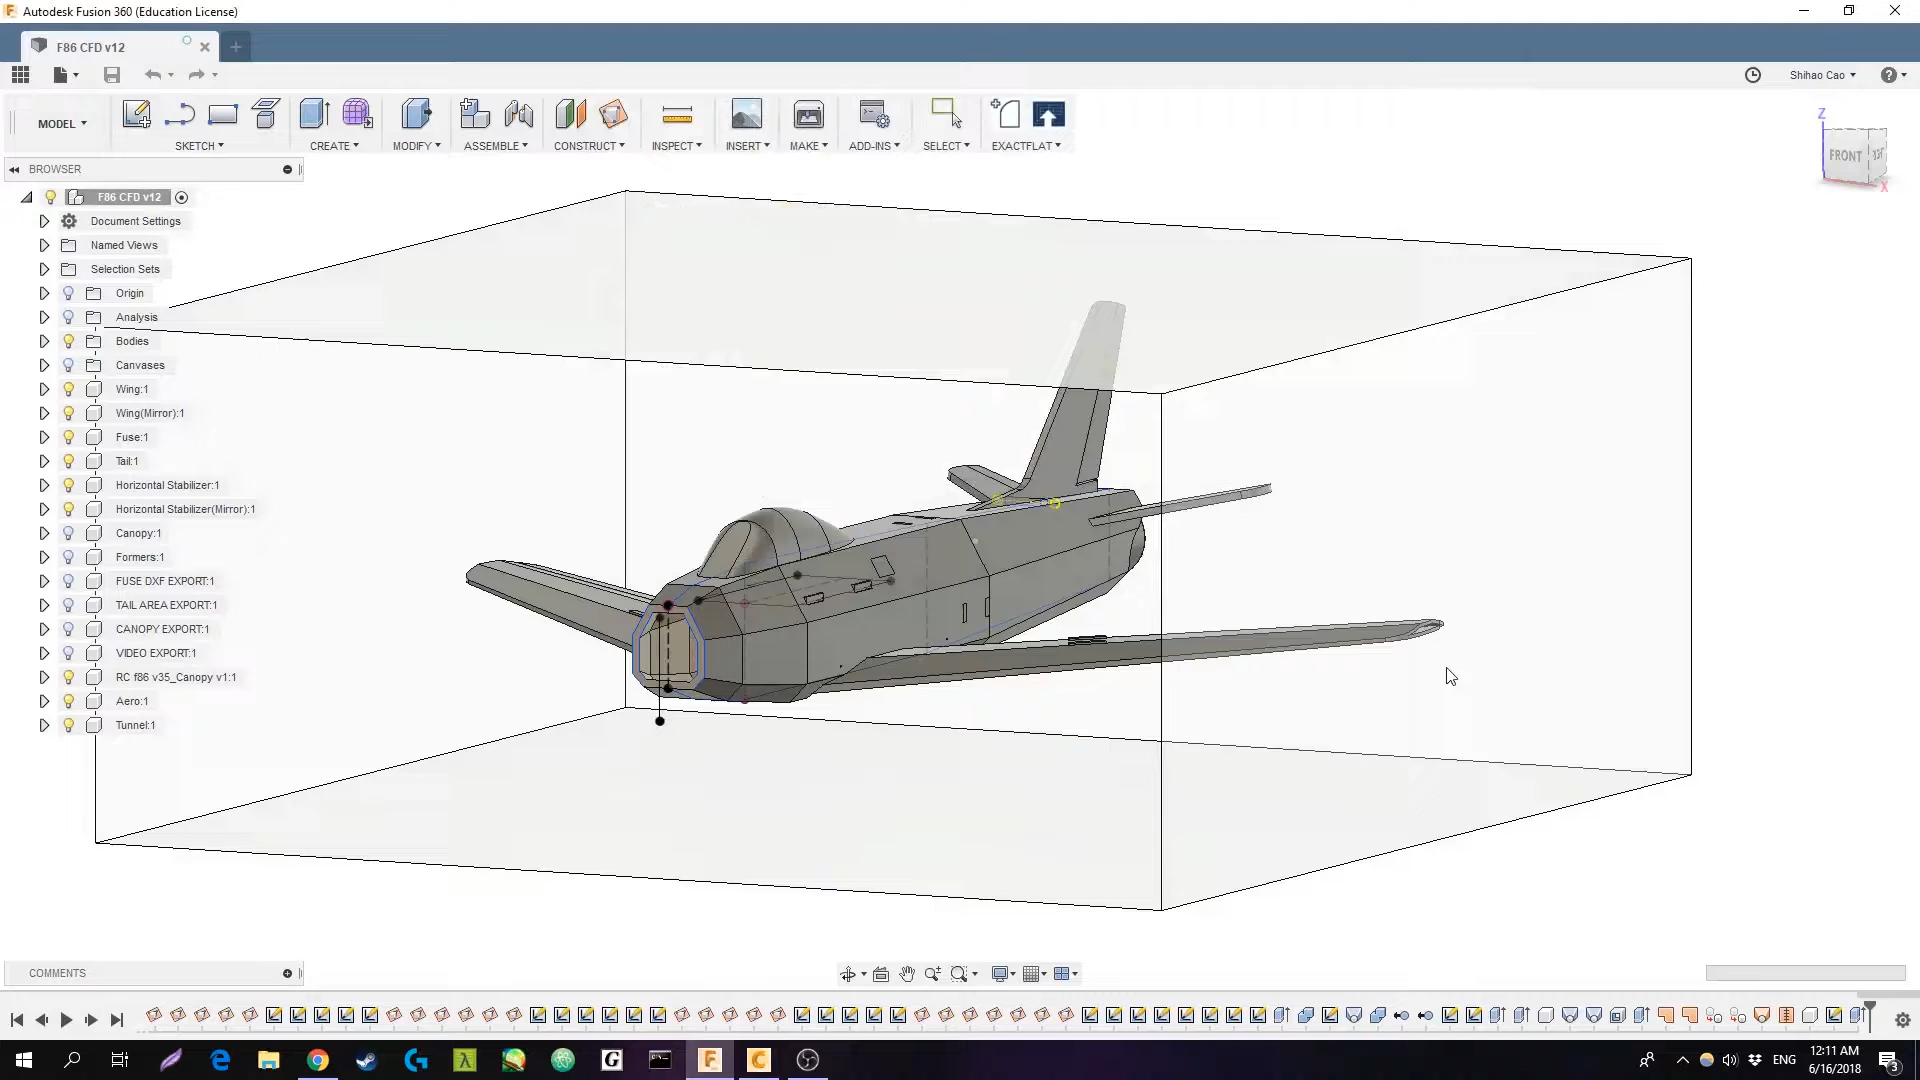 Autodesk Fusion 360 (Education License)
F86 CFD v12
Shihao Cao
MODEL
SKETCH
CREATE
MODIFY
ASSEMBLE
CONSTRUCT
INSPECT
INSERT
MAKE
ADD-INS
SELECT
EXACTFLAT
Z
FRONT
X
BROWSER
F86 CFD v12
Document Settings
Named Views
Selection Sets
Origin
Analysis
Bodies
Canvases
Wing:1
Wing(Mirror):1
Fuse:1
Tail:1
Horizontal Stabilizer:1
Horizontal Stabilizer(Mirror):1
Canopy:1
Formers:1
FUSE DXF EXPORT:1
TAIL AREA EXPORT:1
CANOPY EXPORT:1
VIDEO EXPORT:1
RC f86 v35_Canopy v1:1
Aero:1
Tunnel:1
COMMENTS
ENG
12:11 AM
6/16/2018
3